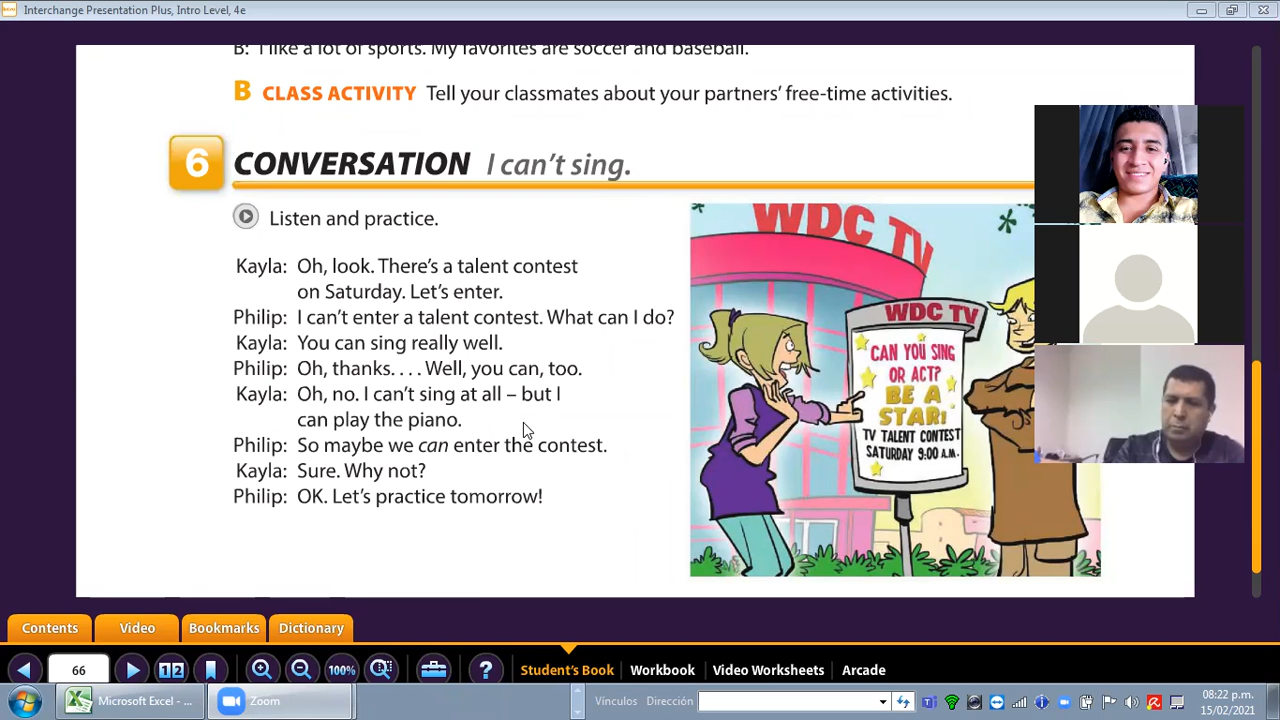 Interchange Presentation Plus, Intro Level, 4e
B: I like a lot of sports. My favorites are soccer and baseball.
B CLASS ACTIVITY Tell your classmates about your partners' free-time activities.
6 CONVERSATION I can't sing.
Listen and practice.
Kayla: Oh, look. There's a talent contest
on Saturday. Let's enter.
Philip: I can't enter a talent contest. What can I do?
Kayla: You can sing really well.
Philip: Oh, thanks. . . . Well, you can, too.
Kayla: Oh, no. I can't sing at all – but I
can play the piano.
Philip: So maybe we can enter the contest.
Kayla: Sure. Why not?
Philip: OK. Let's practice tomorrow!
WDC TV
WDC TV
CAN YOU SING
OR ACT?
BE A
STAR!
TV TALENT CONTEST
SATURDAY 9:00 A.M.
Contents Video Bookmarks Dictionary
66 12 100% Student's Book Workbook Video Worksheets Arcade
Microsoft Excel - ... Zoom Vínculos Dirección 08:22 p.m.
15/02/2021